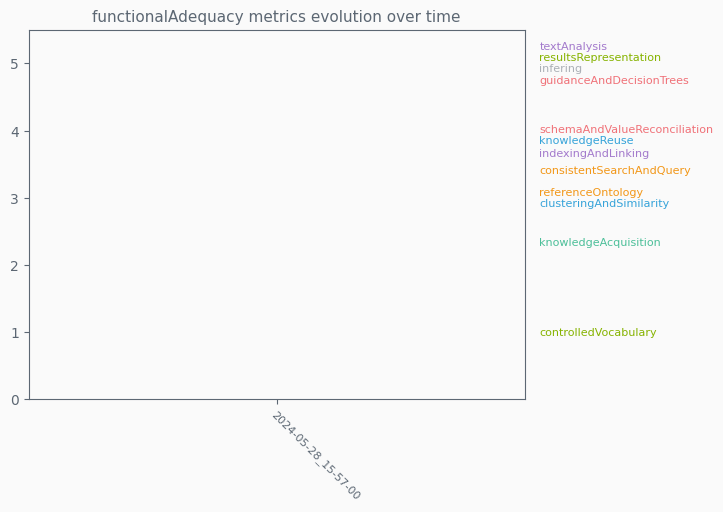 functionalAdequacy metrics evolution over time
5
4
3
2
1
0
2024-05-28_15-57-00
textAnalysis
resultsRepresentation
infering
guidanceAndDecisionTrees
schemaAndValueReconciliation
knowledgeReuse
indexingAndLinking
consistentSearchAndQuery
referenceOntology
clusteringAndSimilarity
knowledgeAcquisition
controlledVocabulary